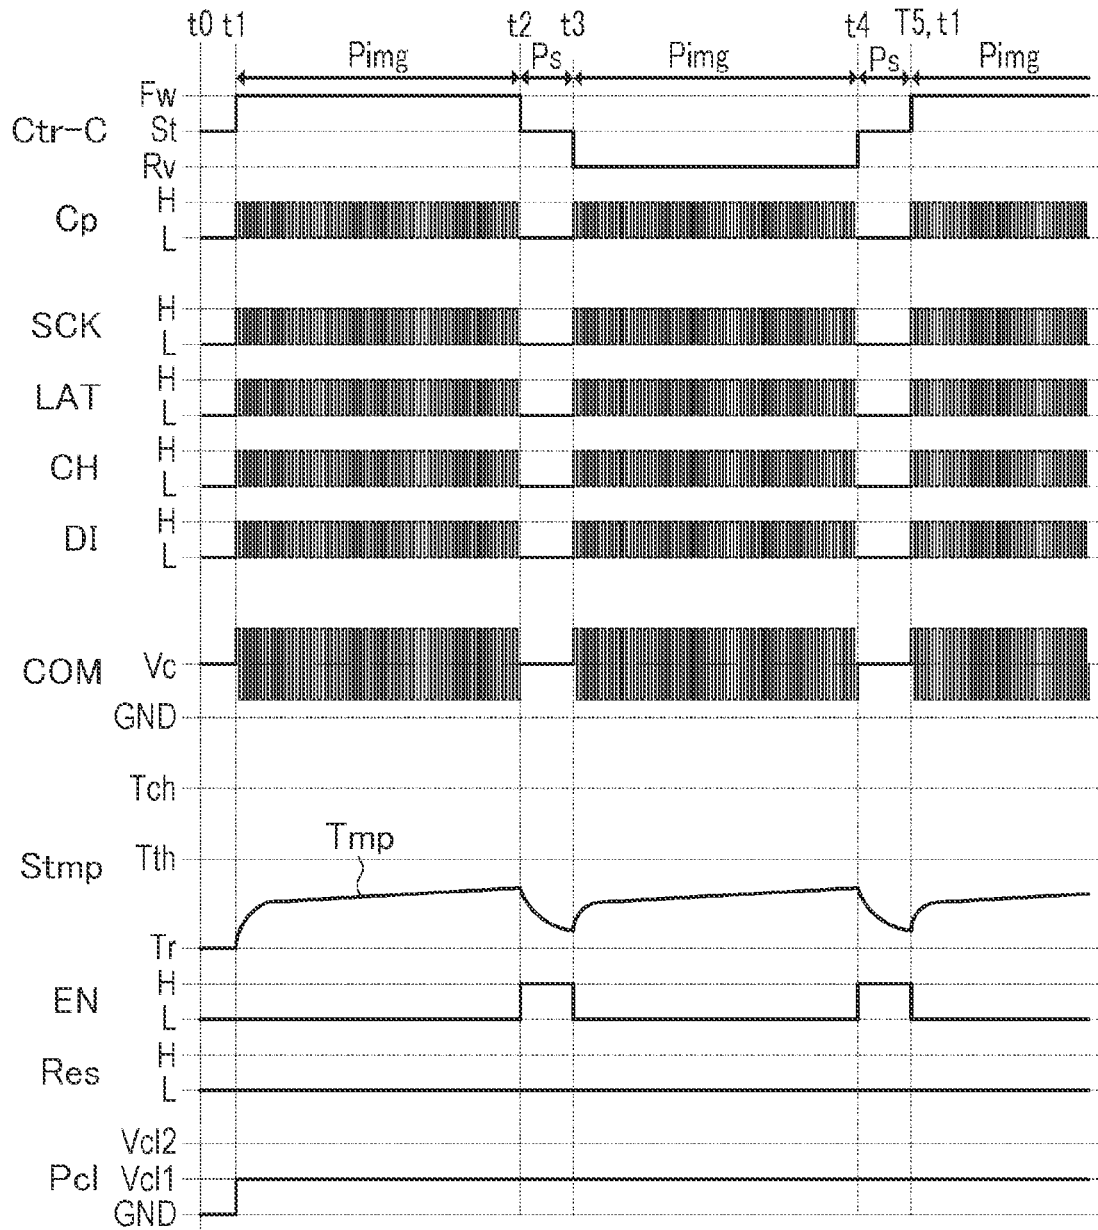 t0 t1 t2 t3 t4 T5, t1
Pimg Ps Pimg Ps Pimg
Fw
Ctr-C St
Rv
H
Cp
L
H
SCK
L
H
LAT
L
H
CH
L
H
DI
L
COM Vc
GND
Tch
Tmp
Stmp Tth
Tr
H
EN
L
H
Res
L
Vcl2
Pcl Vcl1
GND